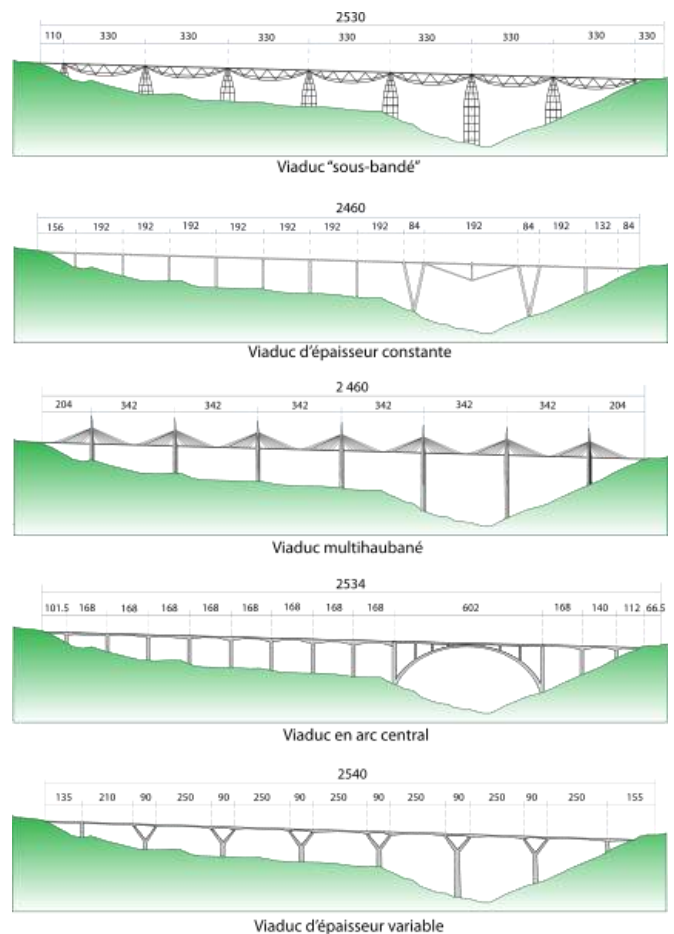 2530
110 330 330 330 330 330 330 330 330
Viaduc “sous-bandé”
2460
156 192 192 192 192 192 192 192 84 192 84 192 132 84
Viaduc d’épaisseur constante
2 460
204 342 342 342 342 342 342 204
Viaduc multihaubané
2534
101.5 168 168 168 168 168 168 168 168 602 168 140 112 66.5
Viaduc en arc central
2540
135 210 90 250 90 250 90 250 90 250 90 250 90 250 155
Viaduc d’épaisseur variable